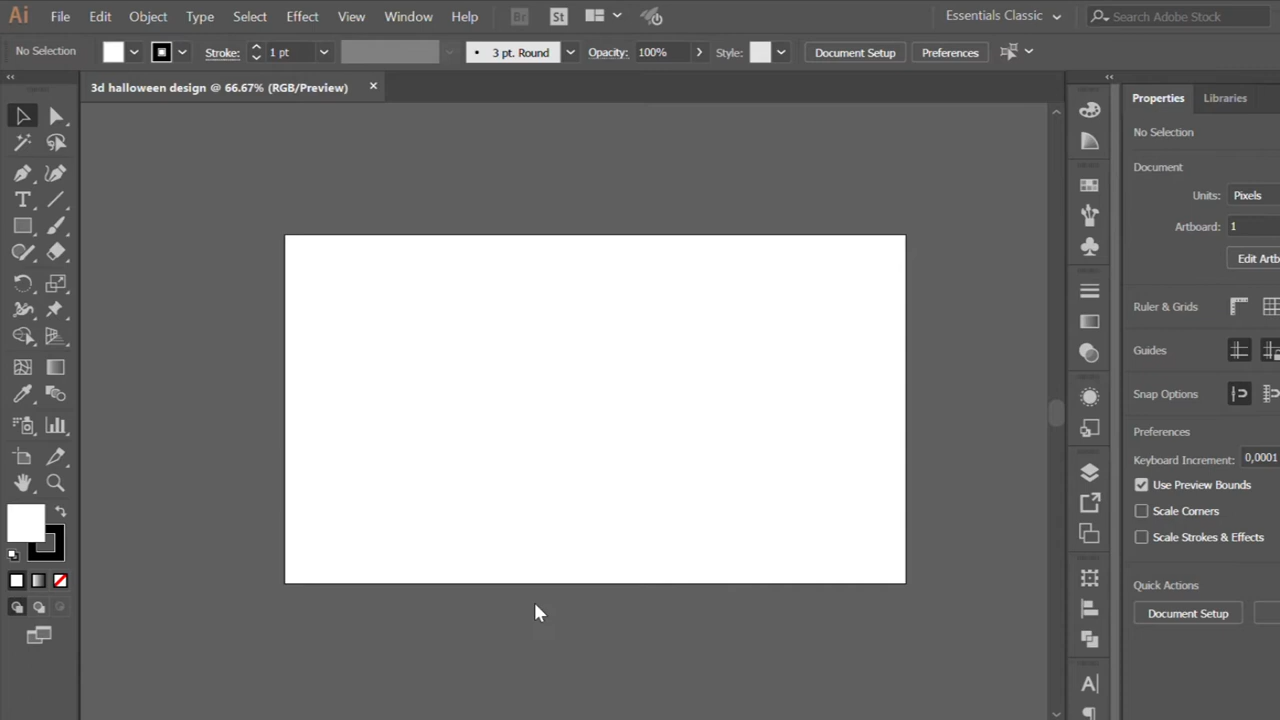 Ai File Edit Object Type Select Effect View Window Help Br St Essentials Classic Search Adobe Stock
No Selection Stroke: 1 pt 3 pt. Round Opacity: 100% Style: Document Setup Preferences
3d halloween design @ 66.67% (RGB/Preview)
Properties Libraries
No Selection
Document
Units: Pixels
Artboard: 1
Edit Artb
Ruler & Grids
Guides
Snap Options
Preferences
Keyboard Increment: 0,0001
Use Preview Bounds
Scale Corners
Scale Strokes & Effects
Quick Actions
Document Setup